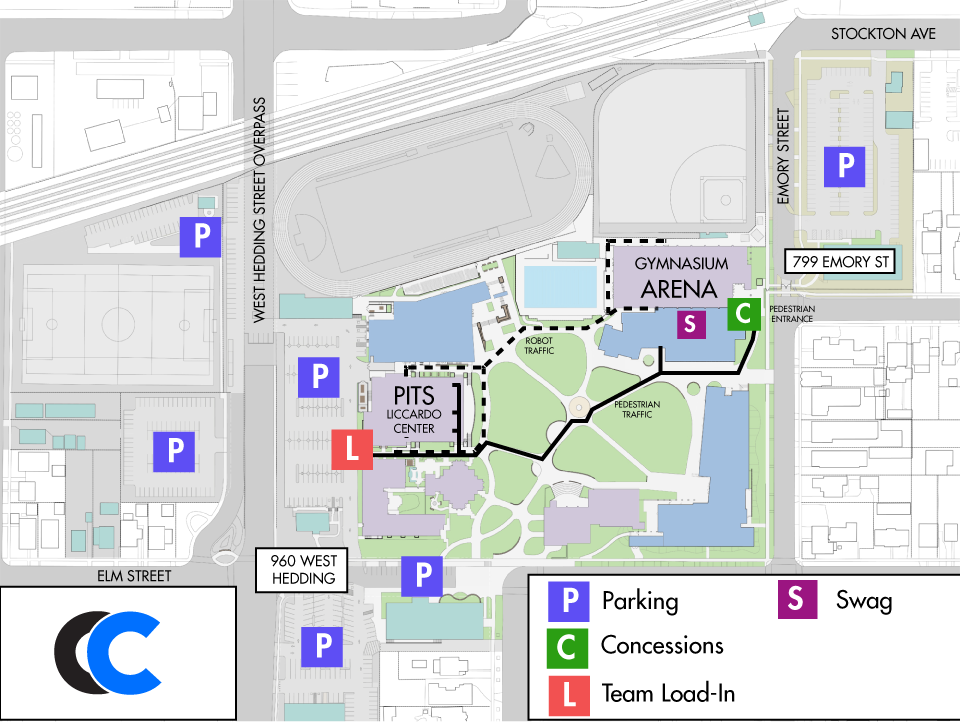 STOCKTON AVE
WEST HEDDING STREET OVERPASS
EMORY STREET
P
P
799 EMORY ST
GYMNASIUM
ARENA
C
S
PEDESTRIAN
ENTRANCE
ROBOT
TRAFFIC
P
PITS
LICCARDO
CENTER
PEDESTRIAN
TRAFFIC
P
L
960 WEST
HEDDING
ELM STREET
P
P
CC
P Parking
S Swag
C Concessions
L Team Load-In